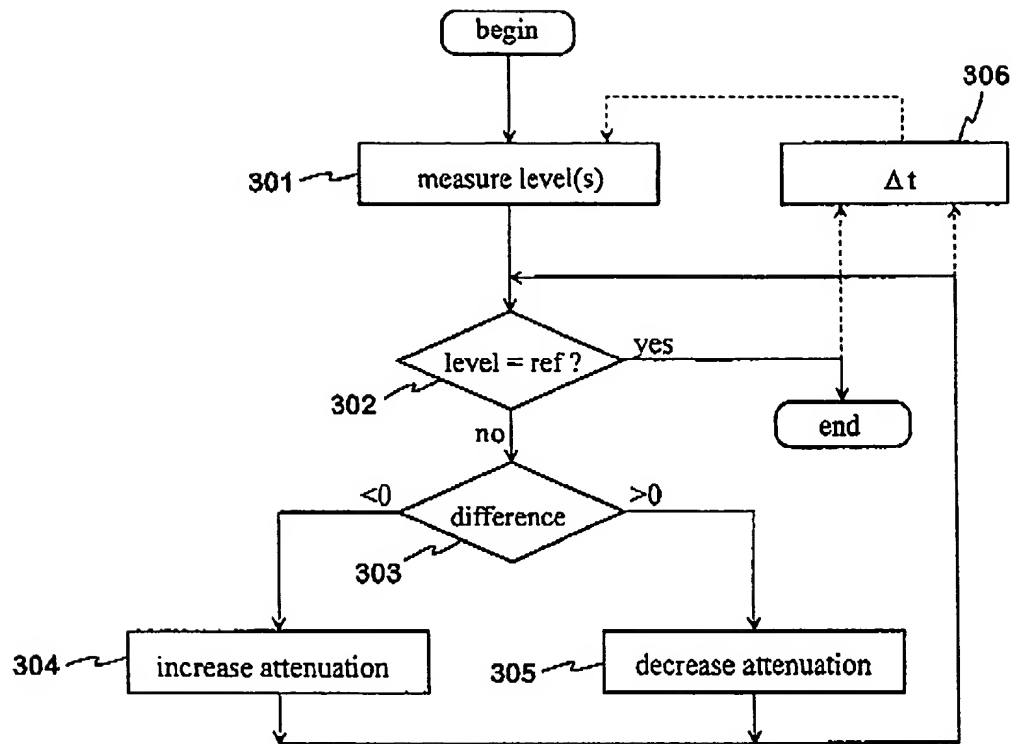 begin
306
301
measure level(s)
Δt
level = ref ?
yes
302
end
no
<0
>0
difference
303
304
increase attenuation
305
decrease attenuation